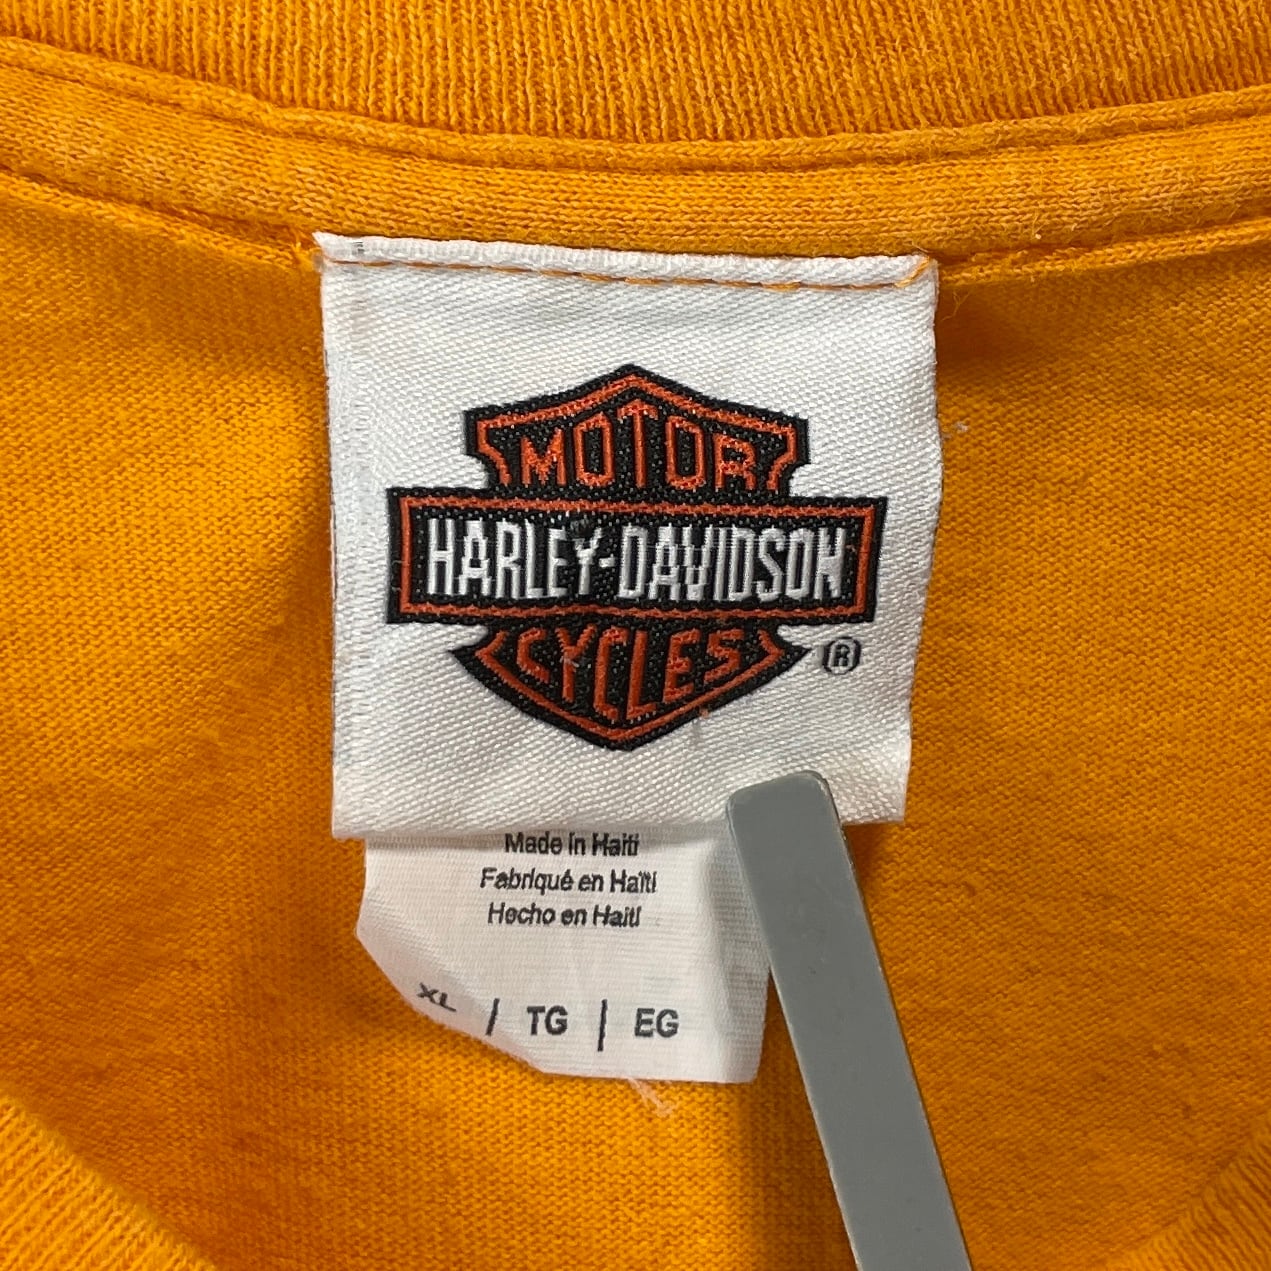 MOTOR
HARLEY-DAVIDSON
CYCLES ®
Made in Haiti
Fabriqué en Haïti
Hecho en Haití
XL / TG | EG